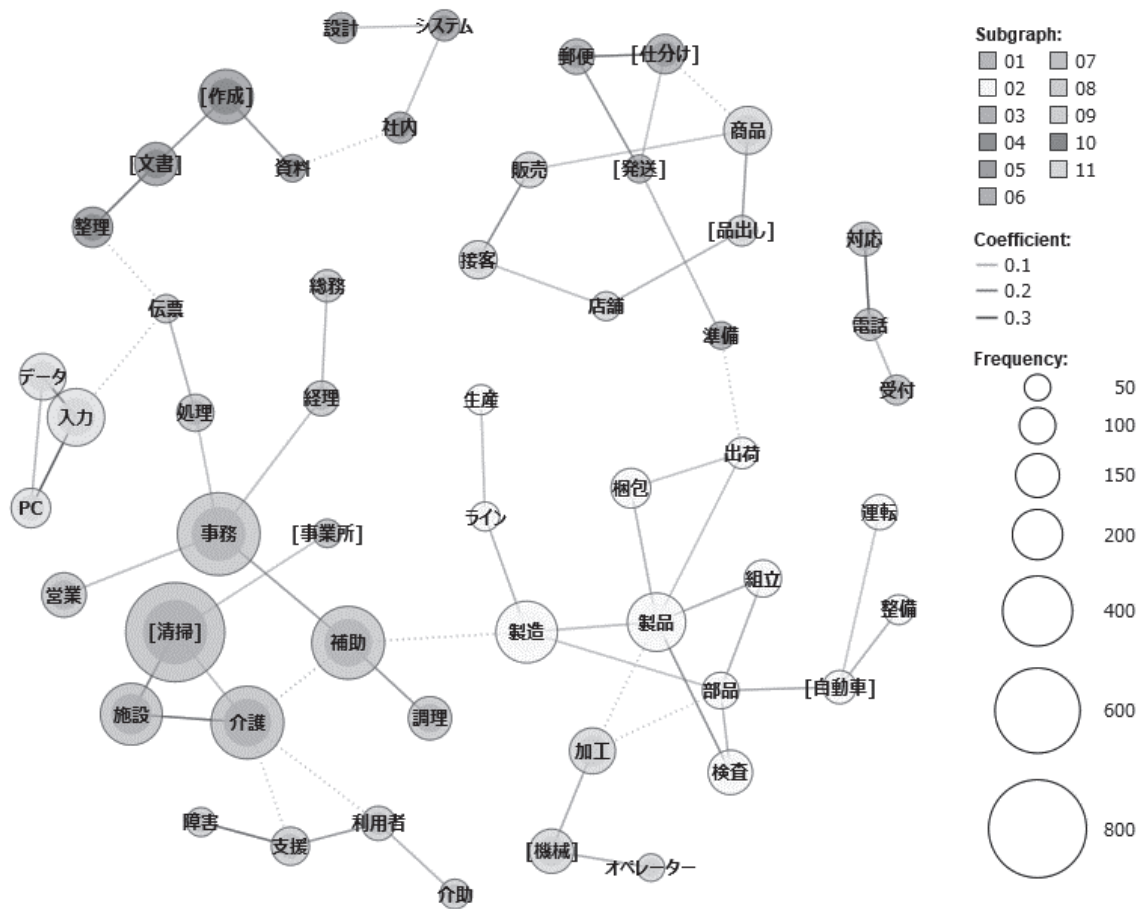 設計
システム
郵便
[仕分け]
[作成]
社内
商品
[文書]
資料
販売
[発送]
整理
接客
[品出し]
対応
総務
店舗
伝票
準備
電話
データ
入力
処理
経理
生産
受付
出荷
梱包
PC
ライン
運転
事務
[事業所]
営業
組立
整備
[清掃]
補助
製造
製品
部品
[自動車]
施設
介護
調理
加工
検査
障害
支援
利用者
[機械]
オペレーター
介助
Subgraph:
01 07
02 08
03 09
04 10
05 11
06
Coefficient:
0.1
0.2
0.3
Frequency:
50
100
150
200
400
600
800